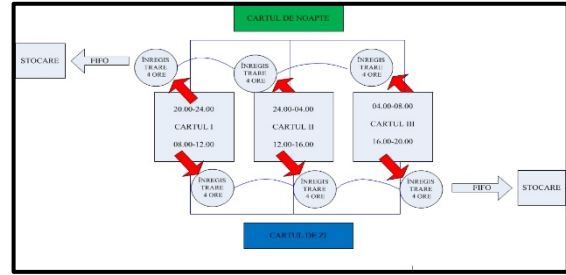 CARTUL DE NOAPTE
STOCARE
FIFO
ÎNREGIS
TRARE
4 ORE
ÎNREGIS
TRARE
4 ORE
ÎNREGIS
TRARE
4 ORE
20.00-24.00
CARTUL I
08.00-12.00
24.00-04.00
CARTUL II
12.00-16.00
04.00-08.00
CARTUL III
16.00-20.00
ÎNREGIS
TRARE
4 ORE
ÎNREGIS
TRARE
4 ORE
ÎNREGIS
TRARE
4 ORE
FIFO
STOCARE
CARTUL DE ZI